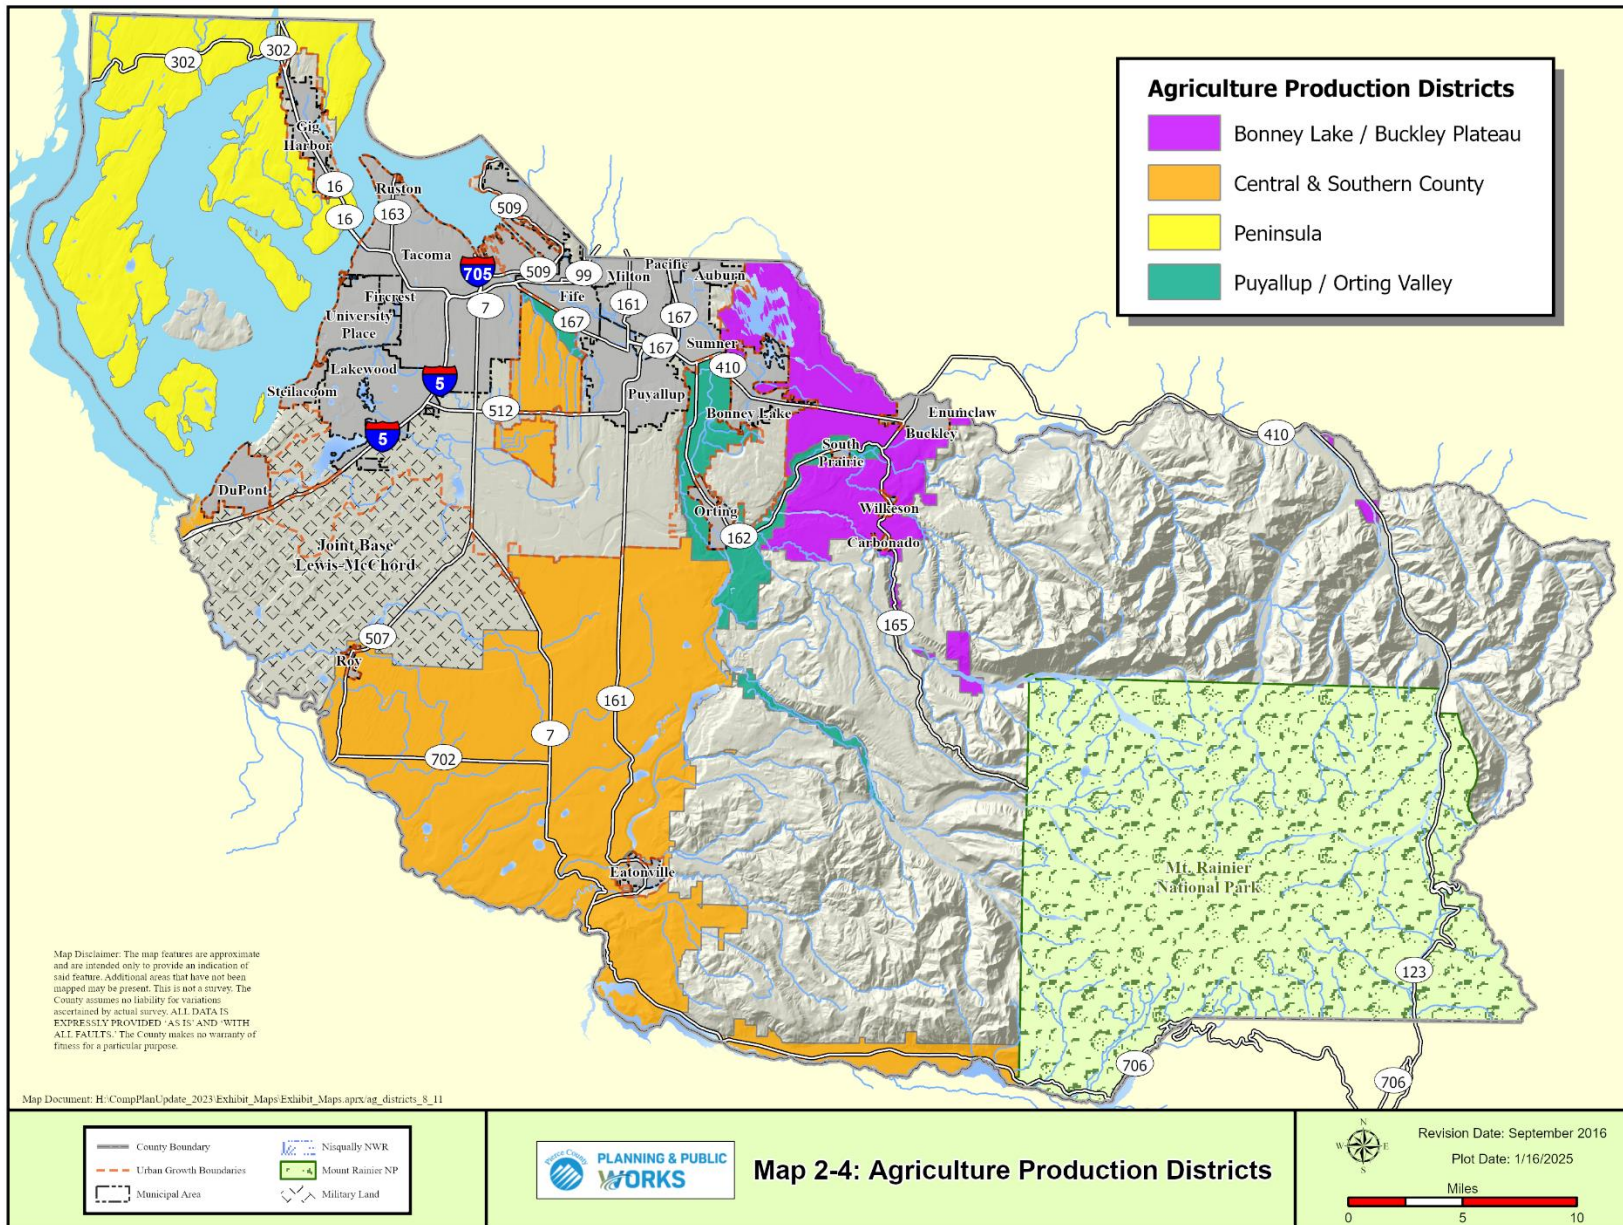 302
302
Gig
Harbor
16
16
Ruston
163
509
Tacoma
705
509
99
Milton
Pacific
Auburn
Fircrest
7
Fife
161
University
Place
167
167
167
Sumner
410
Lakewood
Steilacoom
5
512
Puyallup
Bonney Lake
5
Enumclaw
Buckley
410
South
Prairie
DuPont
Orting
162
Wilkeson
Carbonado
Joint Base
Lewis-McChord
507
165
Roy
161
7
702
Eatonville
Mt. Rainier
National Park
123
706
706
Agriculture Production Districts
Bonney Lake / Buckley Plateau
Central & Southern County
Peninsula
Puyallup / Orting Valley
Map Disclaimer: The map features are approximate
and are intended only to provide an indication of
said feature. Additional areas that have not been
mapped may be present. This is not a survey. The
County assumes no liability for variations
ascertained by actual survey. ALL DATA IS
EXPRESSLY PROVIDED 'AS IS' AND 'WITH
ALL FAULTS.' The County makes no warranty of
fitness for a particular purpose.
Map Document: H:\CompPlanUpdate_2023\Exhibit_Maps\Exhibit_Maps.aprx/ag_districts_8_11
County Boundary
Urban Growth Boundaries
Municipal Area
Nisqually NWR
Mount Rainier NP
Military Land
Pierce County
PLANNING & PUBLIC
WORKS
Map 2-4: Agriculture Production Districts
N
W E
S
Revision Date: September 2016
Plot Date: 1/16/2025
Miles
0 5 10